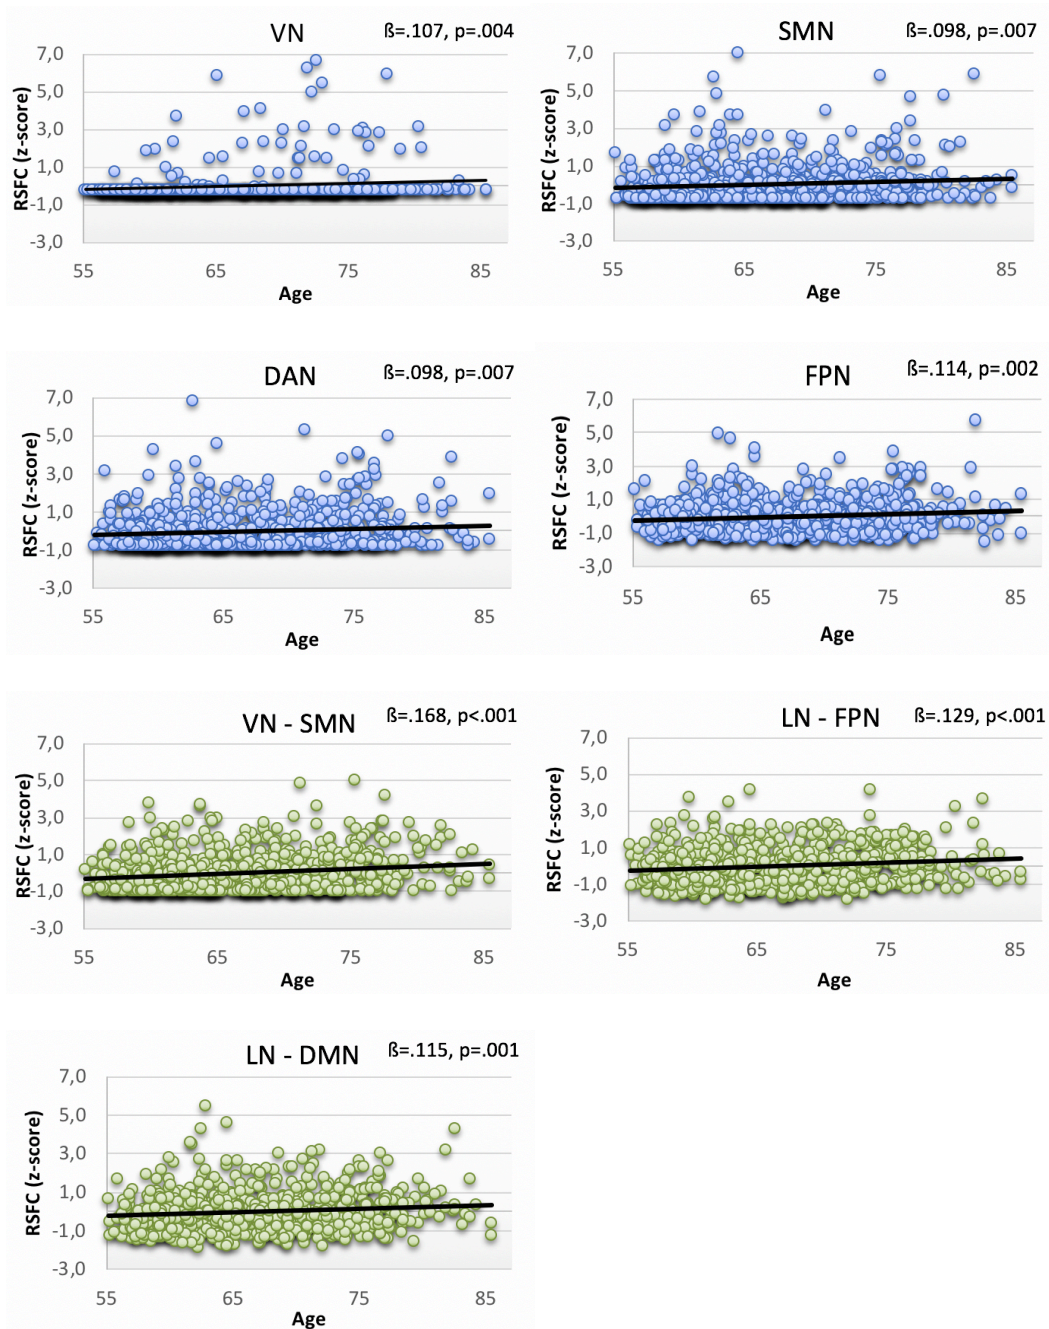 VN ß=.107, p=.004
7,0
5,0
3,0
1,0
-1,0
-3,0
RSFC (z-score)
55 65 75 85
Age
SMN ß=.098, p=.007
7,0
5,0
3,0
1,0
-1,0
-3,0
RSFC (z-score)
55 65 75 85
Age
DAN ß=.098, p=.007
7,0
5,0
3,0
1,0
-1,0
-3,0
RSFC (z-score)
55 65 75 85
Age
FPN ß=.114, p=.002
7,0
5,0
3,0
1,0
-1,0
-3,0
RSFC (z-score)
55 65 75 85
Age
VN - SMN ß=.168, p<.001
7,0
5,0
3,0
1,0
-1,0
-3,0
RSFC (z-score)
55 65 75 85
Age
LN - FPN ß=.129, p<.001
7,0
5,0
3,0
1,0
-1,0
-3,0
RSFC (z-score)
55 65 75 85
Age
LN - DMN ß=.115, p=.001
7,0
5,0
3,0
1,0
-1,0
-3,0
RSFC (z-score)
55 65 75 85
Age